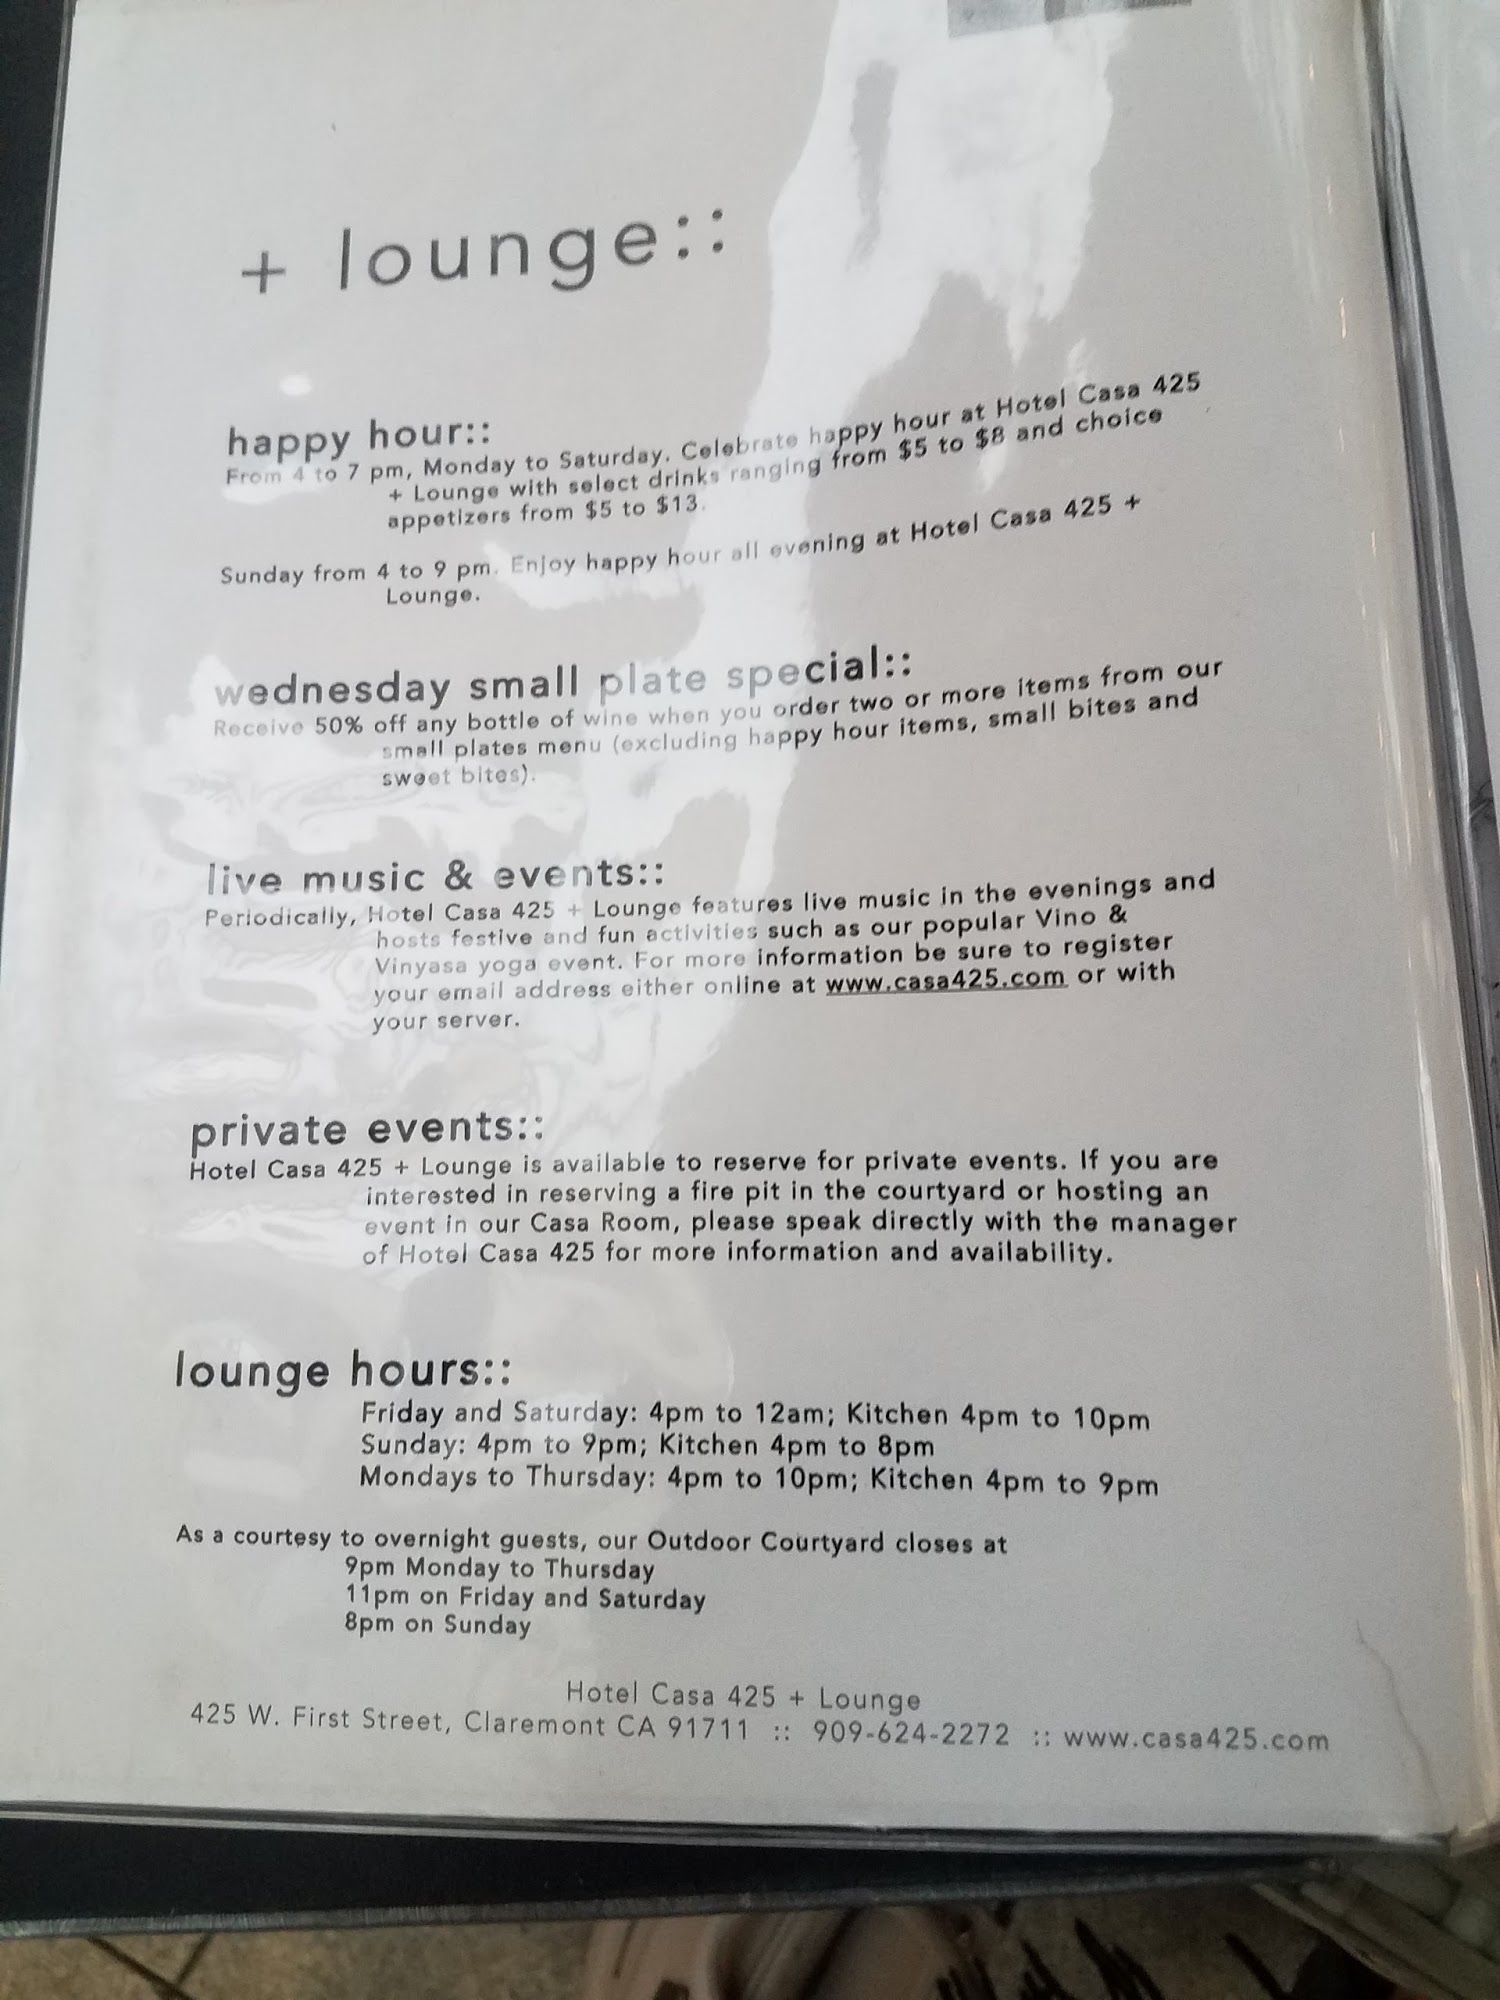 + lounge::
happy hour::
From 4 to 7 pm, Monday to Saturday. Celebrate happy hour at Hotel Casa 425
+ Lounge with select drinks ranging from $5 to $8 and choice
appetizers from $5 to $13.
Sunday from 4 to 9 pm. Enjoy happy hour all evening at Hotel Casa 425 +
Lounge.
wednesday small plate special::
Receive 50% off any bottle of wine when you order two or more items from our
small plates menu (excluding happy hour items, small bites and
sweet bites).
live music & events::
Periodically, Hotel Casa 425 + Lounge features live music in the evenings and
hosts festive and fun activities such as our popular Vino &
Vinyasa yoga event. For more information be sure to register
your email address either online at www.casa425.com or with
your server.
private events::
Hotel Casa 425 + Lounge is available to reserve for private events. If you are
interested in reserving a fire pit in the courtyard or hosting an
event in our Casa Room, please speak directly with the manager
of Hotel Casa 425 for more information and availability.
lounge hours::
Friday and Saturday: 4pm to 12am; Kitchen 4pm to 10pm
Sunday: 4pm to 9pm; Kitchen 4pm to 8pm
Mondays to Thursday: 4pm to 10pm; Kitchen 4pm to 9pm
As a courtesy to overnight guests, our Outdoor Courtyard closes at
9pm Monday to Thursday
11pm on Friday and Saturday
8pm on Sunday
Hotel Casa 425 + Lounge
425 W. First Street, Claremont CA 91711 :: 909-624-2272 :: www.casa425.com